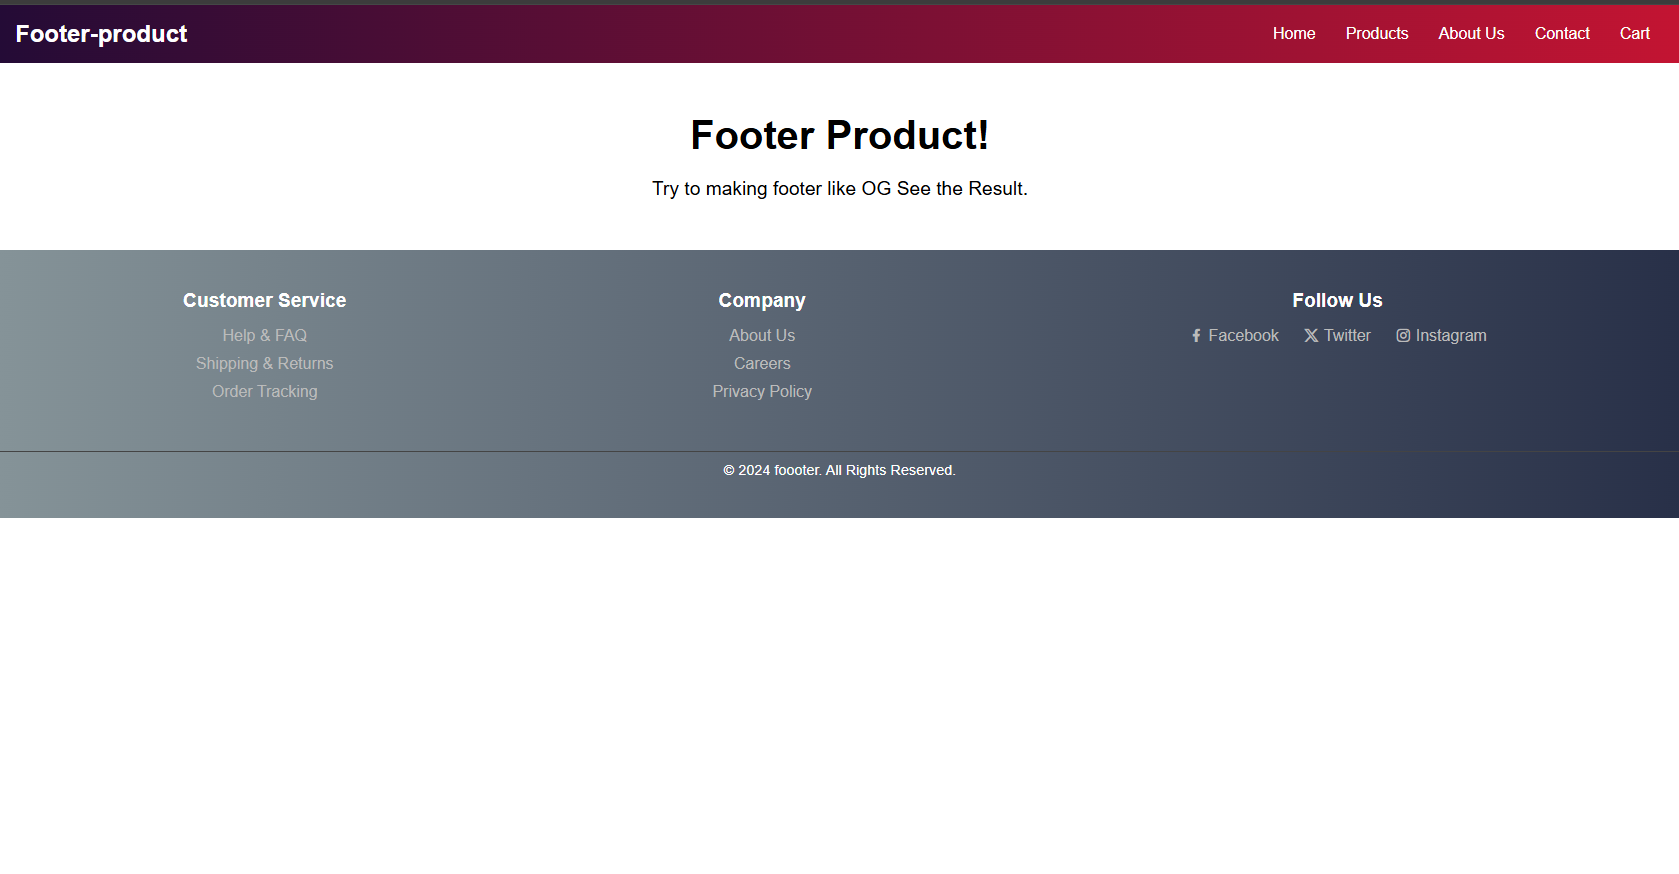 Footer-product
Home Products About Us Contact Cart
Footer Product!
Try to making footer like OG See the Result.
Customer Service
Help & FAQ
Shipping & Returns
Order Tracking
Company
About Us
Careers
Privacy Policy
Follow Us
Facebook Twitter Instagram
© 2024 foooter. All Rights Reserved.